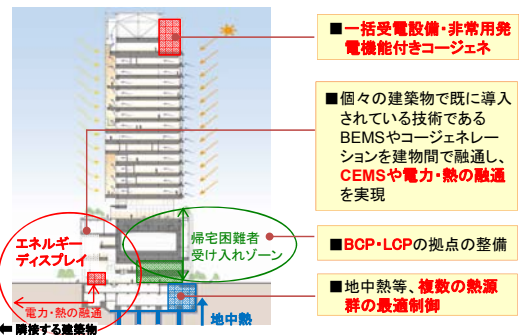 ■一括受電設備・非常用発
電機能付きコージェネ
■個々の建築物で既に導入
されている技術である
BEMSやコージェネレー
ションを建物間で融通し、
CEMSや電力・熱の融通
を実現
帰宅困難者
受け入れゾーン
エネルギー
ディスプレイ
■BCP・LCPの拠点の整備
■地中熱等、複数の熱源
群の最適制御
電力・熱の融通
地中熱
⬅ 隣接する建築物